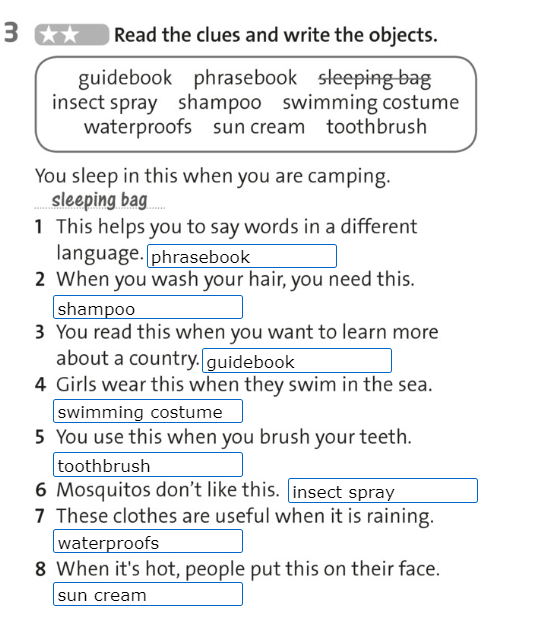 3 ★★ Read the clues and write the objects.
guidebook phrasebook sleeping bag
insect spray shampoo swimming costume
waterproofs sun cream toothbrush
You sleep in this when you are camping.
sleeping bag
1 This helps you to say words in a different
language. phrasebook
2 When you wash your hair, you need this.
shampoo
3 You read this when you want to learn more
about a country. guidebook
4 Girls wear this when they swim in the sea.
swimming costume
5 You use this when you brush your teeth.
toothbrush
6 Mosquitos don't like this. insect spray
7 These clothes are useful when it is raining.
waterproofs
8 When it's hot, people put this on their face.
sun cream